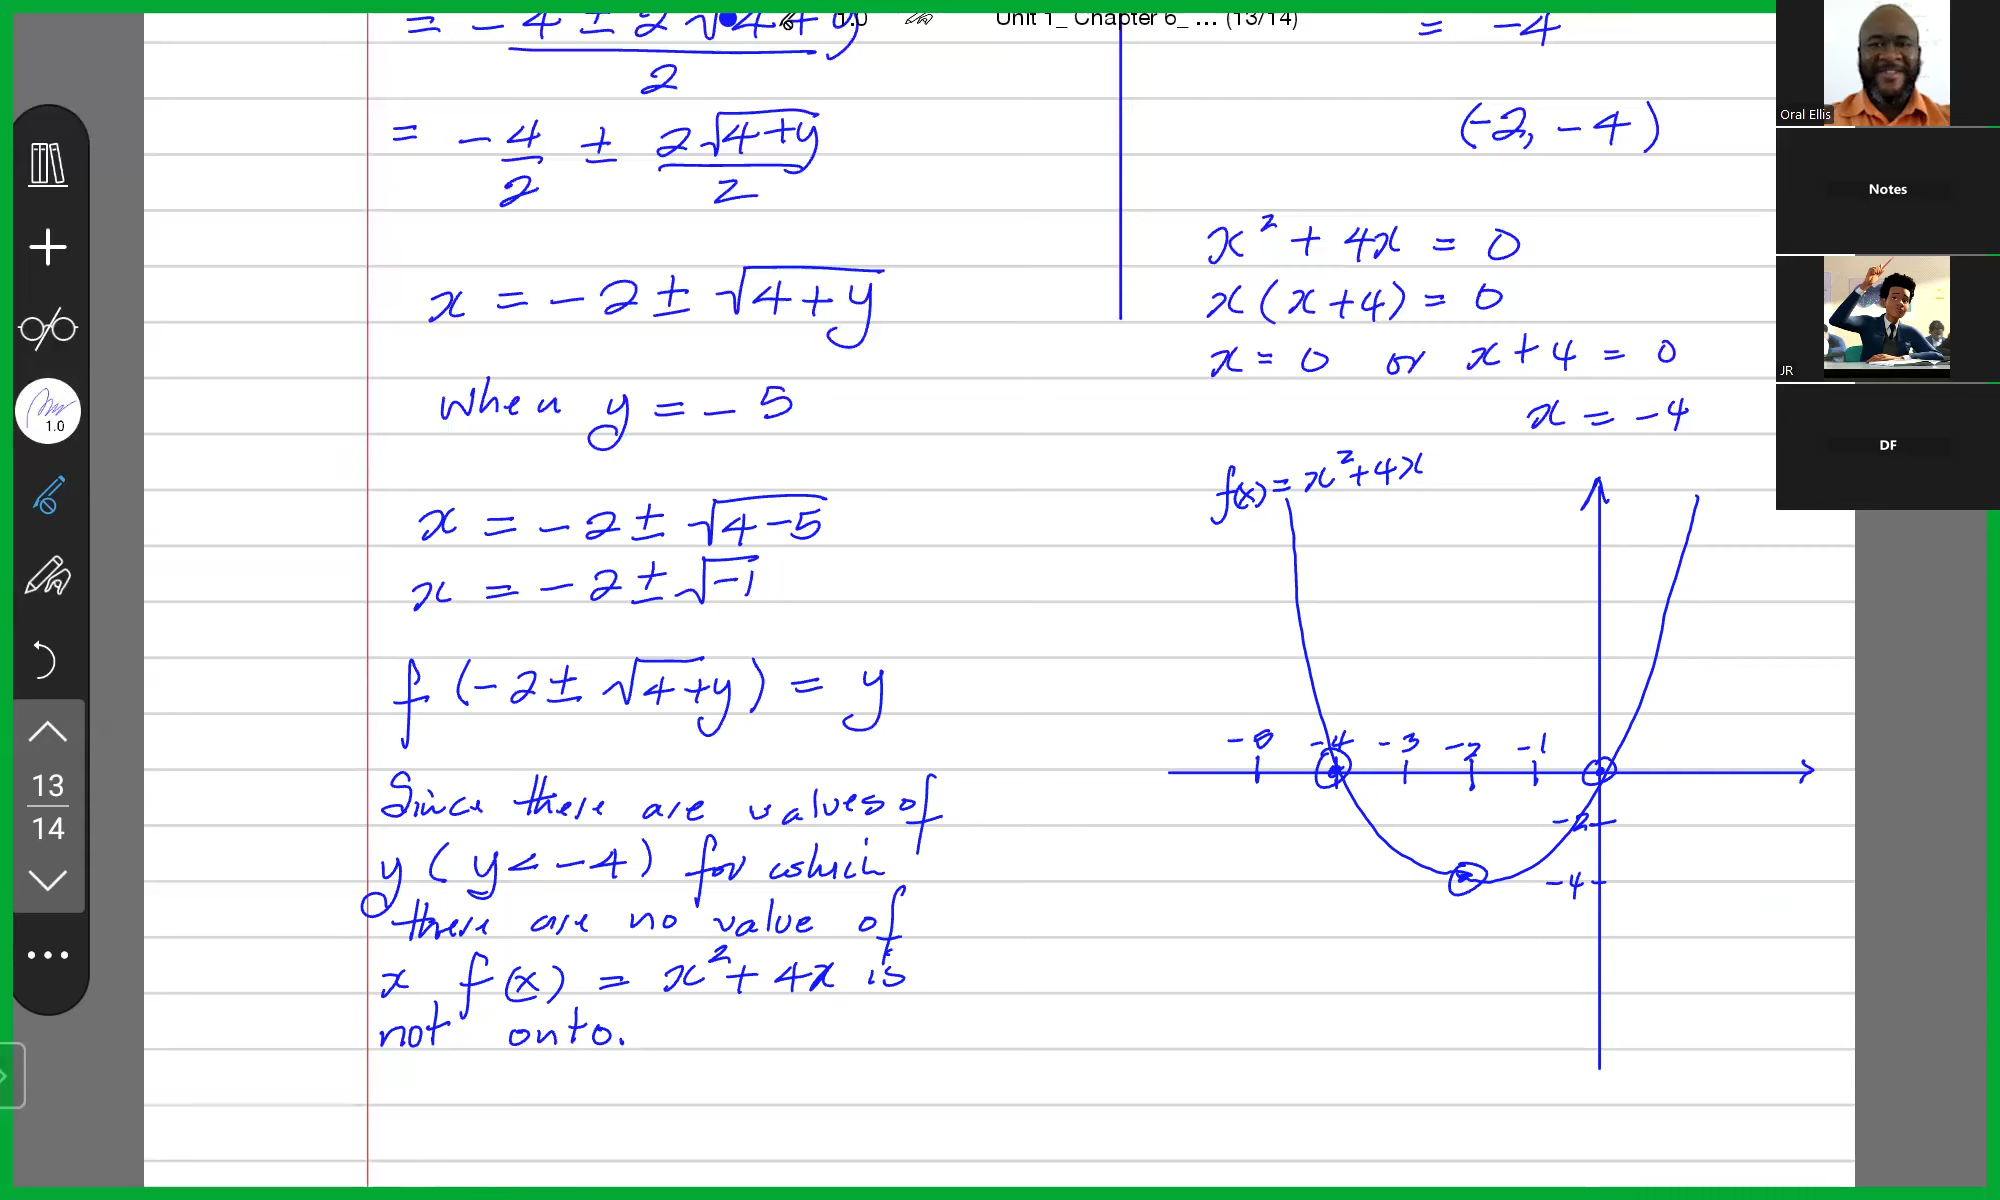 1.0 Unit 1_ Chapter 6_ ... (13/14)
= -4 ± 2√4+y
2
= -4/2 ± 2√4+y/2
x = -2 ± √4+y
when y = -5
x = -2 ± √4-5
x = -2 ± √-1
f(-2 ± √4+y) = y
Since there are values of
y (y < -4) for which
there are no value of
x f(x) = x² + 4x is
not onto.
= -4
(-2, -4)
x² + 4x = 0
x(x+4) = 0
x = 0 or x+4 = 0
x = -4
f(x) = x²+4x
-5 -4 -3 -2 -1
-2
-4
1.0
13
14
Oral Ellis
Notes
JR
DF